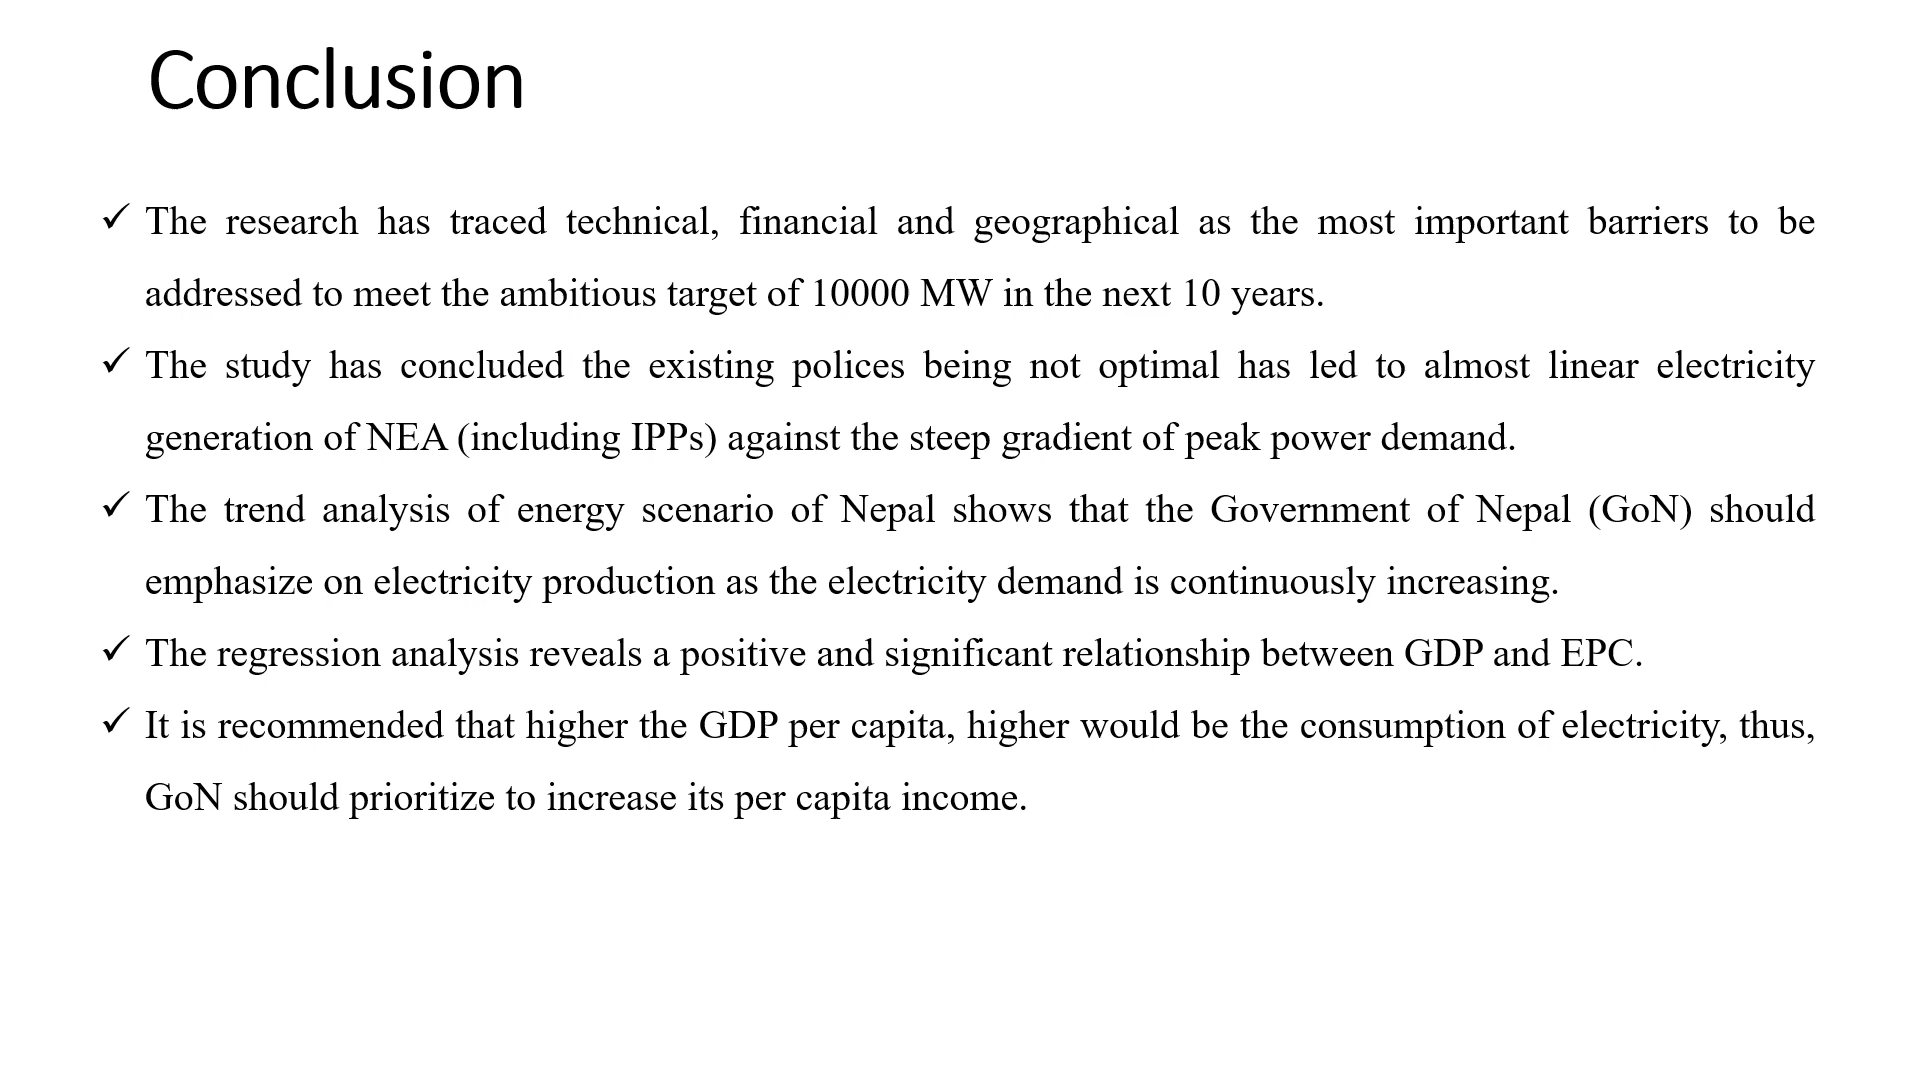 Conclusion
✓ The research has traced technical, financial and geographical as the most important barriers to be
addressed to meet the ambitious target of 10000 MW in the next 10 years.
✓ The study has concluded the existing polices being not optimal has led to almost linear electricity
generation of NEA (including IPPs) against the steep gradient of peak power demand.
✓ The trend analysis of energy scenario of Nepal shows that the Government of Nepal (GoN) should
emphasize on electricity production as the electricity demand is continuously increasing.
✓ The regression analysis reveals a positive and significant relationship between GDP and EPC.
✓ It is recommended that higher the GDP per capita, higher would be the consumption of electricity, thus,
GoN should prioritize to increase its per capita income.